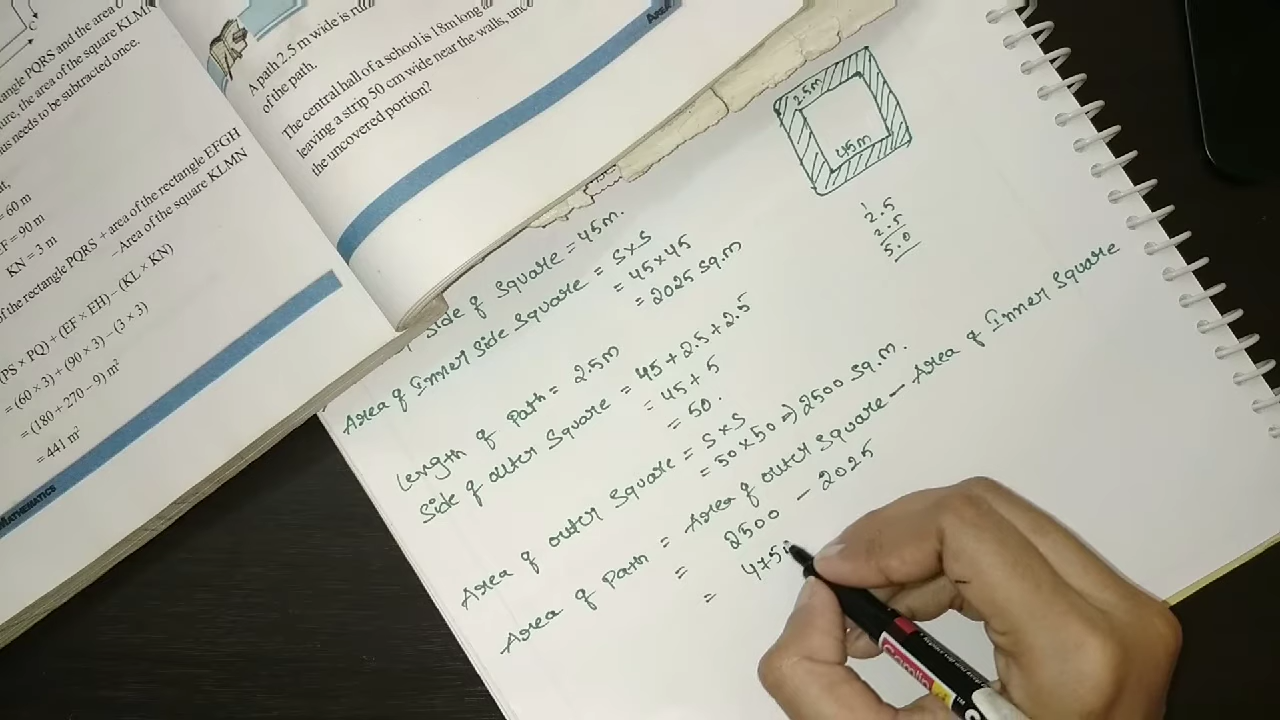 ngle PQRS and the area
ure, the area of the square KLM
us needs to be subtracted once.
= 60 m
EF = 90 m
KN = 3 m
of the rectangle PQRS + area of the rectangle EFGH
– Area of the square KLMN
(PS × PQ) + (EF × EH) – (KL × KN)
= (60 × 3) + (90 × 3) – (3 × 3)
= (180 + 270 – 9) m²
= 441 m²
MATHEMATICS
C
A path 2.5 m wide is
of the path.
The central hall of a school is 18m long
leaving a strip 50 cm wide near the walls,
the uncovered portion?
AREA
2.5m
45m
1
2.5
2.5
5.0
Side of Square = 45m.
Area of Inner Side Square = S×S
= 45×45
= 2025 Sq.m
Length of Path = 2.5m
Side of outer Square = 45 + 2.5 + 2.5
= 45 + 5
= 50.
Area of outer Square = S×S
= 50×50 ⇒ 2500 Sq.m.
Area of Path = Area of outer Square – Area of Inner Square
= 2500 – 2025
= 475